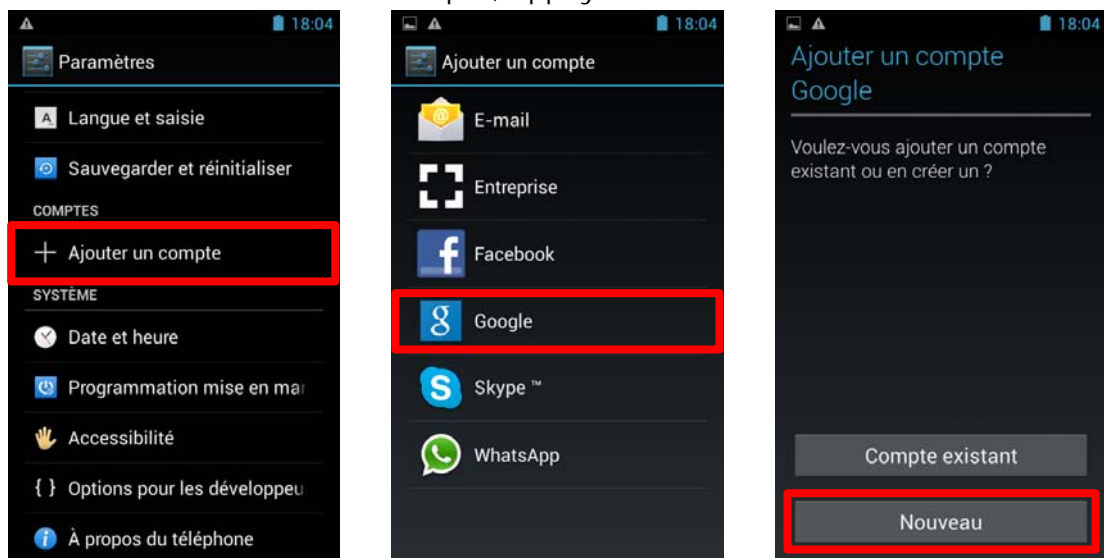 18:04
Paramètres
Langue et saisie
Sauvegarder et réinitialiser
COMPTES
Ajouter un compte
SYSTÈME
Date et heure
Programmation mise en mar
Accessibilité
{ } Options pour les développeu
À propos du téléphone
18:04
Ajouter un compte
E-mail
Entreprise
Facebook
Google
Skype ™
WhatsApp
18:04
Ajouter un compte
Google
Voulez-vous ajouter un compte
existant ou en créer un ?
Compte existant
Nouveau